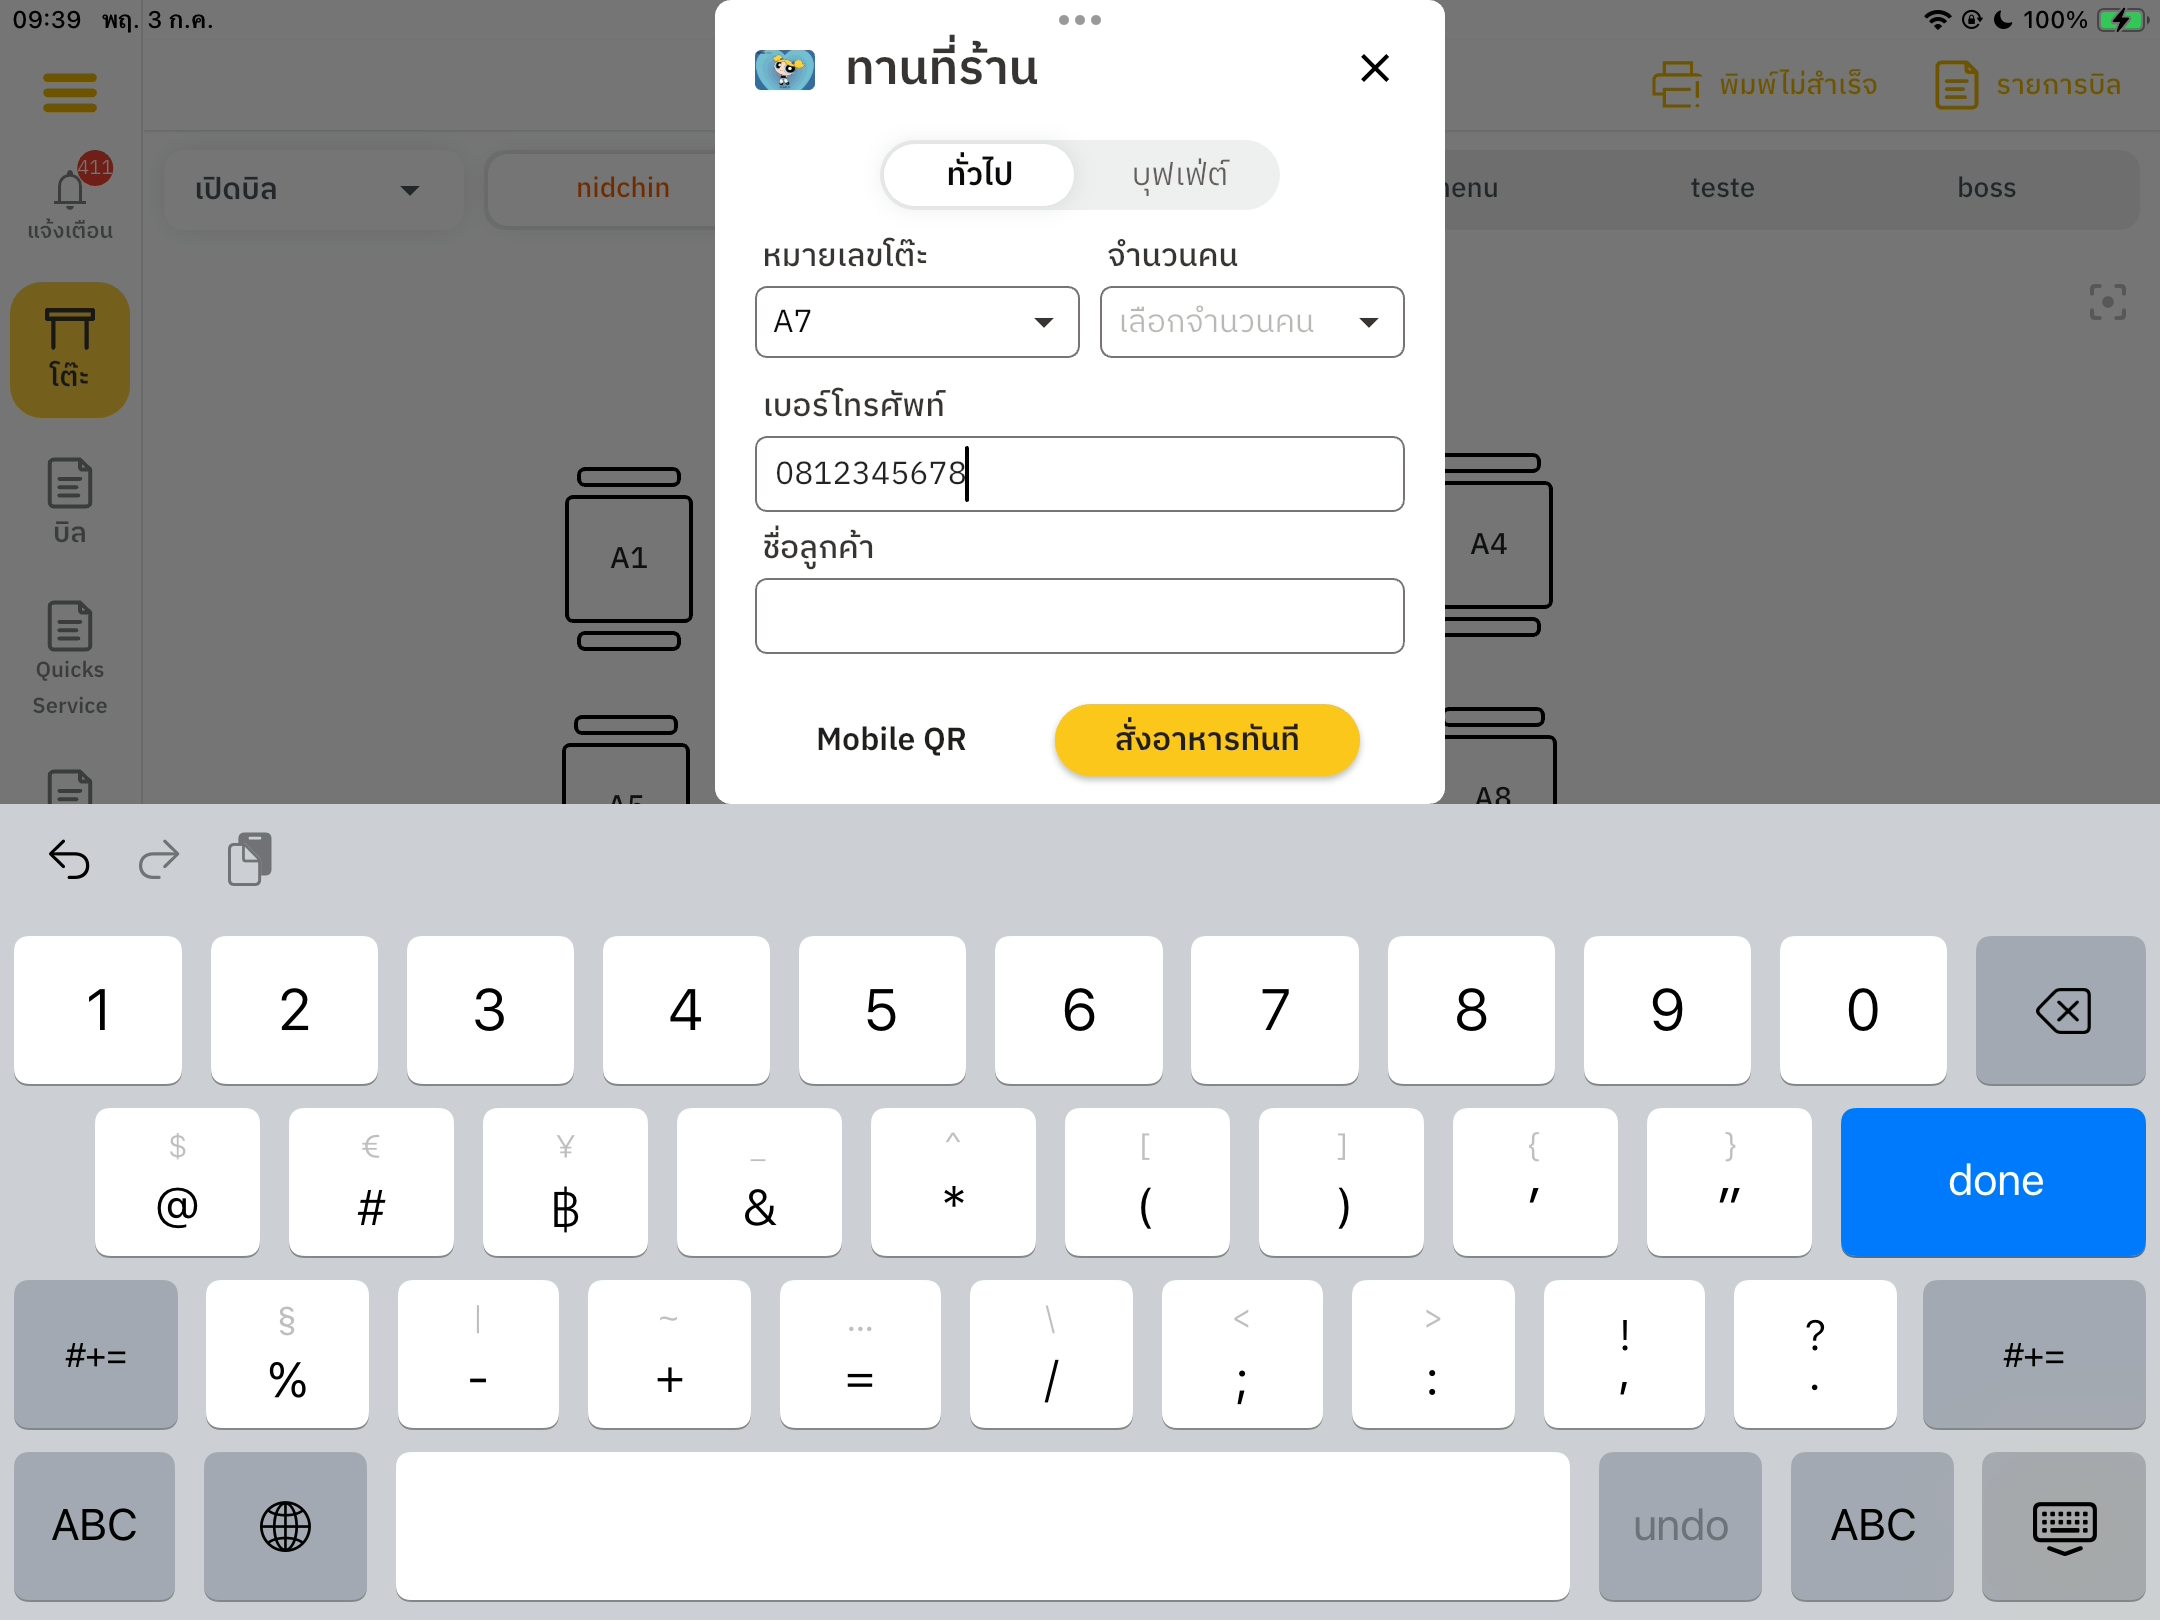 09:39 พฤ. 3 ก.ค.
100%
ทานที่ร้าน
พิมพ์ไม่สำเร็จ
รายการบิล
411
แจ้งเตือน
เปิดบิล
nidchin
teste
boss
ทั่วไป
บุฟเฟ่ต์
หมายเลขโต๊ะ
จำนวนคน
A7
เลือกจำนวนคน
โต๊ะ
เบอร์โทรศัพท์
0812345678
บิล
ชื่อลูกค้า
A1
A4
Quicks
Service
Mobile QR
สั่งอาหารทันที
A5
A8
1 2 3 4 5 6 7 8 9 0
$ € ¥ _ ^ [ ] { }
@ # ฿ & * ( ) ' "
done
§ | ~ … \ < > ! ?
#+= % - + = / ; : , . #+=
ABC
undo
ABC